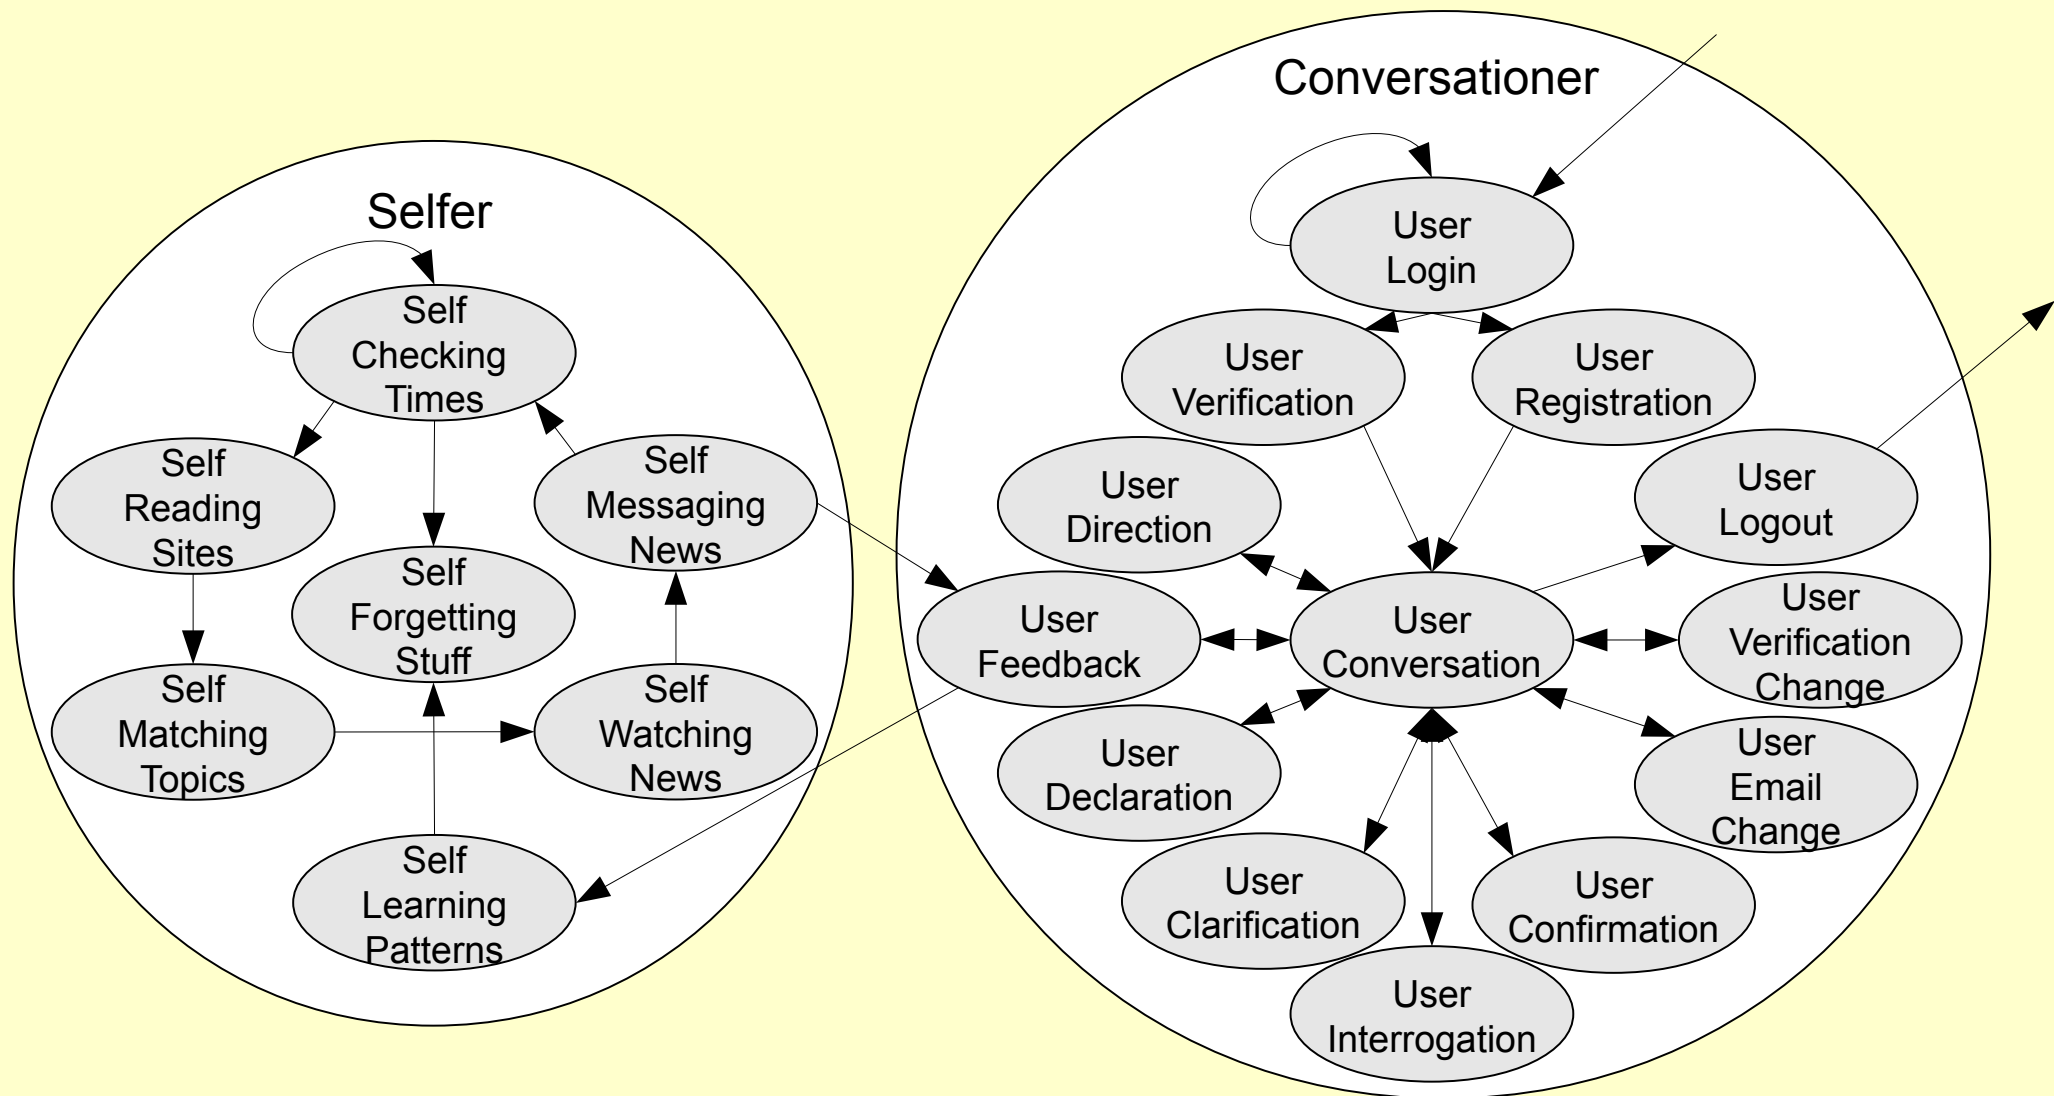 Selfer
Self
Checking
Times
Self
Reading
Sites
Self
Messaging
News
Self
Forgetting
Stuff
Self
Matching
Topics
Self
Watching
News
Self
Learning
Patterns
Conversationer
User
Login
User
Verification
User
Registration
User
Direction
User
Logout
User
Feedback
User
Conversation
User
Verification
Change
User
Declaration
User
Email
Change
User
Clarification
User
Confirmation
User
Interrogation